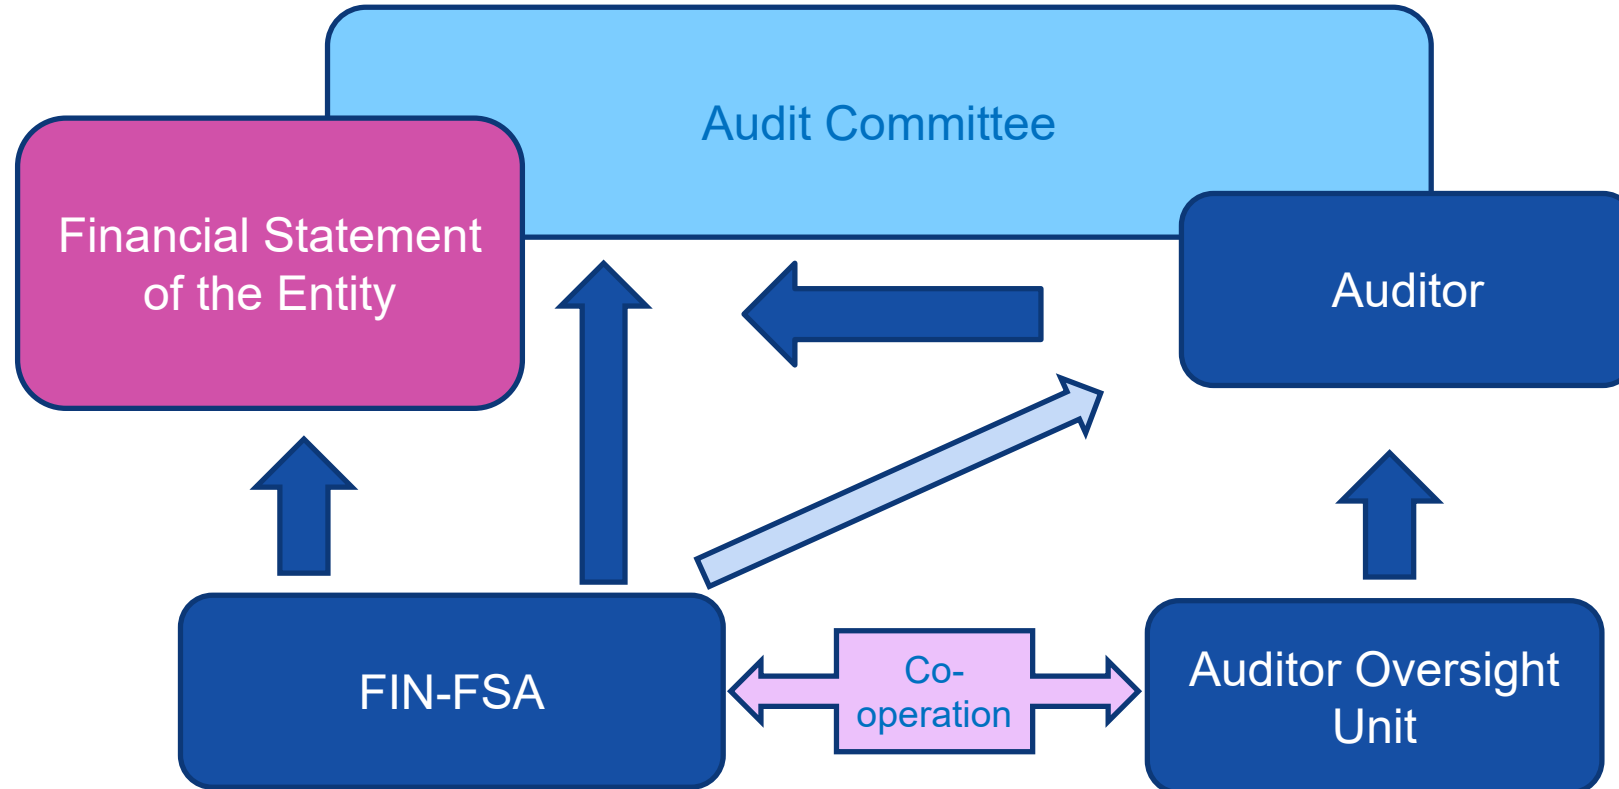 Audit Committee
Financial Statement
of the Entity
Auditor
FIN-FSA
Co-
operation
Auditor Oversight
Unit